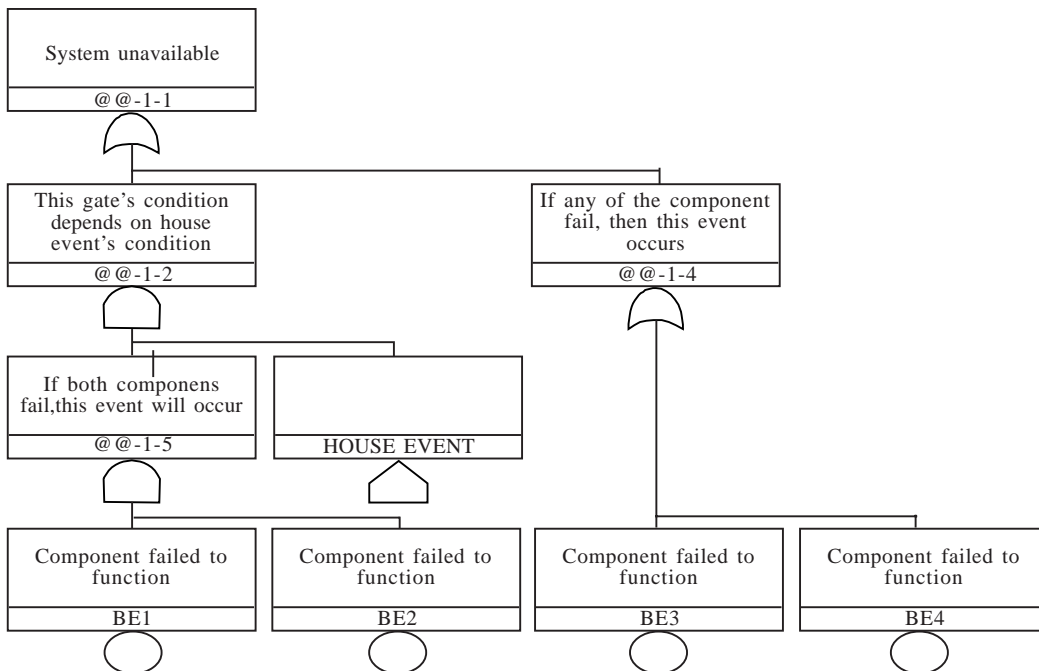 System unavailable
@@-1-1
This gate’s condition
depends on house
event’s condition
@@-1-2
If any of the component
fail, then this event
occurs
@@-1-4
If both componens
fail,this event will occur
@@-1-5
HOUSE EVENT
Component failed to
function
BE1
Component failed to
function
BE2
Component failed to
function
BE3
Component failed to
function
BE4